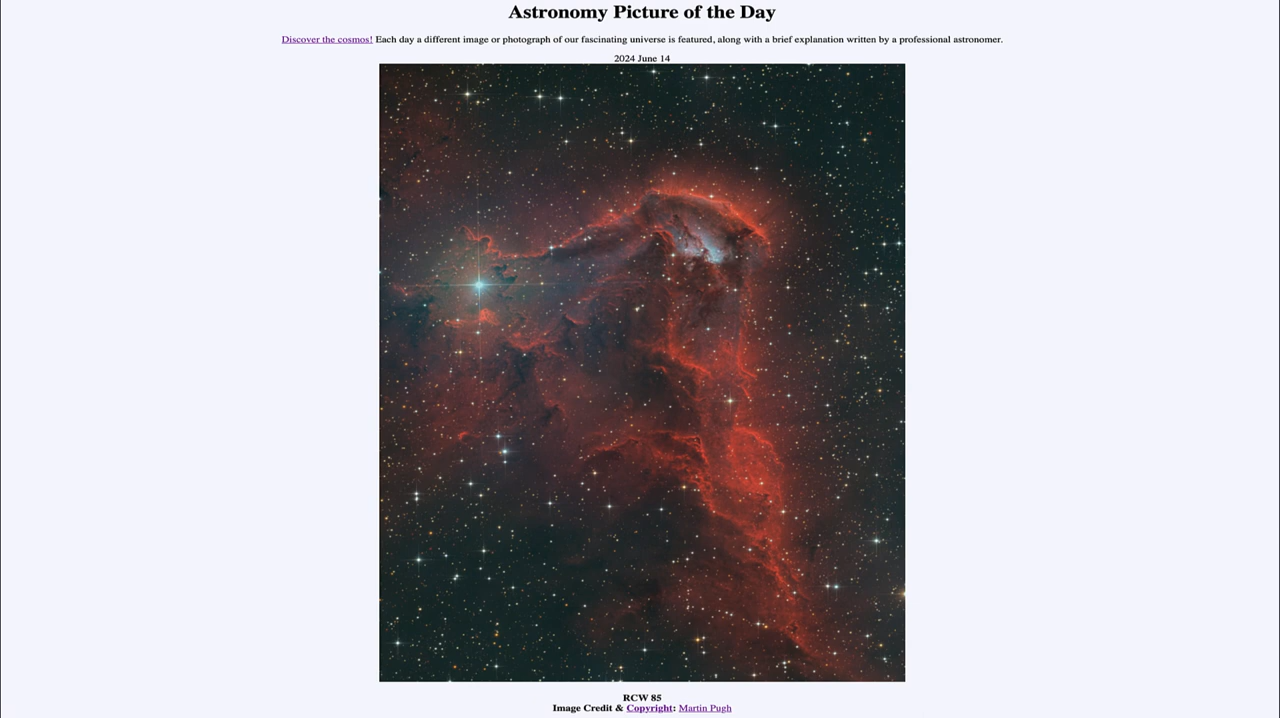 Astronomy Picture of the Day
Discover the cosmos! Each day a different image or photograph of our fascinating universe is featured, along with a brief explanation written by a professional astronomer.
2024 June 14
RCW 85
Image Credit & Copyright: Martin Pugh